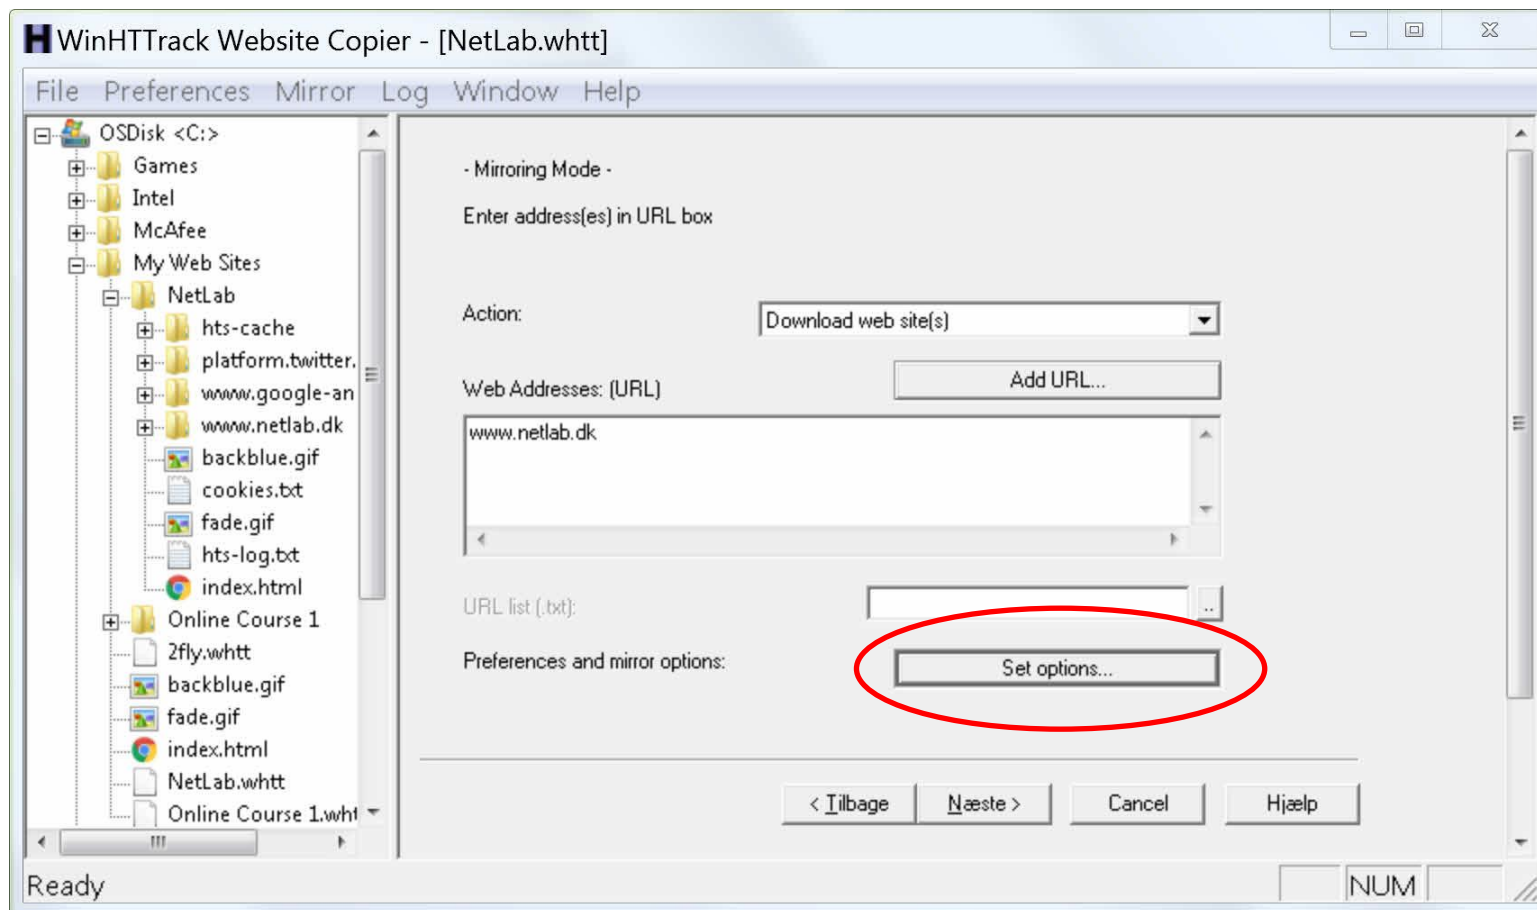 WinHTTrack Website Copier - [NetLab.whtt]
File Preferences Mirror Log Window Help
OSDisk <C:>
Games
Intel
McAfee
My Web Sites
NetLab
hts-cache
platform.twitter.
www.google-an
www.netlab.dk
backblue.gif
cookies.txt
fade.gif
hts-log.txt
index.html
Online Course 1
2fly.whtt
backblue.gif
fade.gif
index.html
NetLab.whtt
Online Course 1.wht
- Mirroring Mode -
Enter address(es) in URL box
Action:
Download web site(s)
Web Addresses: (URL)
Add URL...
www.netlab.dk
URL list (.txt):
..
Preferences and mirror options:
Set options...
< Tilbage
Næste >
Cancel
Hjælp
Ready
NUM